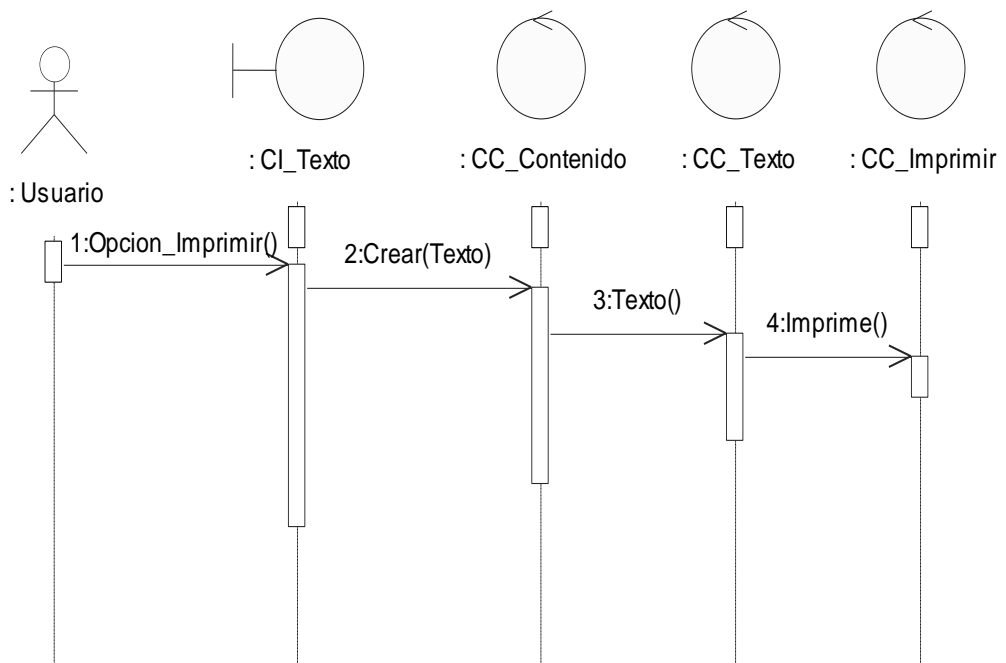 : CI_Texto
: CC_Contenido
: CC_Texto
: CC_Imprimir
: Usuario
1:Opcion_Imprimir()
2:Crear(Texto)
3:Texto()
4:Imprime()